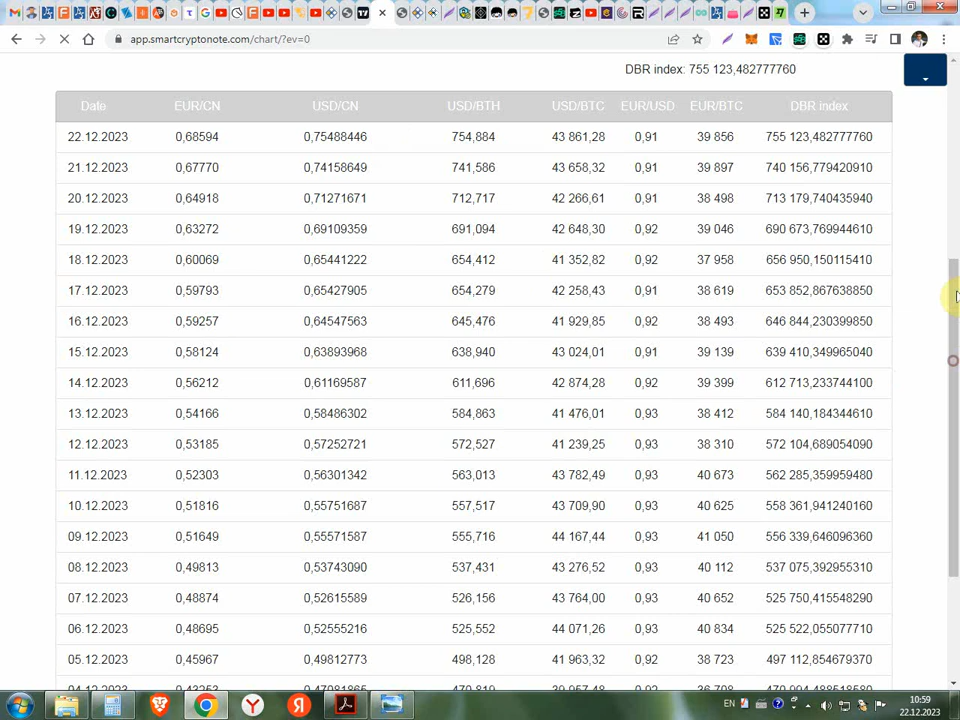 app.smartcryptonote.com/chart/?ev=0
DBR index: 755 123,482777760
Date EUR/CN USD/CN USD/BTH USD/BTC EUR/USD EUR/BTC DBR index
22.12.2023 0,68594 0,75488446 754,884 43 861,28 0,91 39 856 755 123,482777760
21.12.2023 0,67770 0,74158649 741,586 43 658,32 0,91 39 897 740 156,779420910
20.12.2023 0,64918 0,71271671 712,717 42 266,61 0,91 38 498 713 179,740435940
19.12.2023 0,63272 0,69109359 691,094 42 648,30 0,92 39 046 690 673,769944610
18.12.2023 0,60069 0,65441222 654,412 41 352,82 0,92 37 958 656 950,150115410
17.12.2023 0,59793 0,65427905 654,279 42 258,43 0,91 38 619 653 852,867638850
16.12.2023 0,59257 0,64547563 645,476 41 929,85 0,92 38 493 646 844,230399850
15.12.2023 0,58124 0,63893968 638,940 43 024,01 0,91 39 139 639 410,349965040
14.12.2023 0,56212 0,61169587 611,696 42 874,28 0,92 39 399 612 713,233744100
13.12.2023 0,54166 0,58486302 584,863 41 476,01 0,93 38 412 584 140,184344610
12.12.2023 0,53185 0,57252721 572,527 41 239,25 0,93 38 310 572 104,689054090
11.12.2023 0,52303 0,56301342 563,013 43 782,49 0,93 40 673 562 285,359959480
10.12.2023 0,51816 0,55751687 557,517 43 709,90 0,93 40 625 558 361,941240160
09.12.2023 0,51649 0,55571587 555,716 44 167,44 0,93 41 050 556 339,646096360
08.12.2023 0,49813 0,53743090 537,431 43 276,52 0,93 40 112 537 075,392955310
07.12.2023 0,48874 0,52615589 526,156 43 764,00 0,93 40 652 525 750,415548290
06.12.2023 0,48695 0,52555216 525,552 44 071,26 0,93 40 834 525 522,055077710
05.12.2023 0,45967 0,49812773 498,128 41 963,32 0,92 38 723 497 112,854679370
EN 10:59
22.12.2023